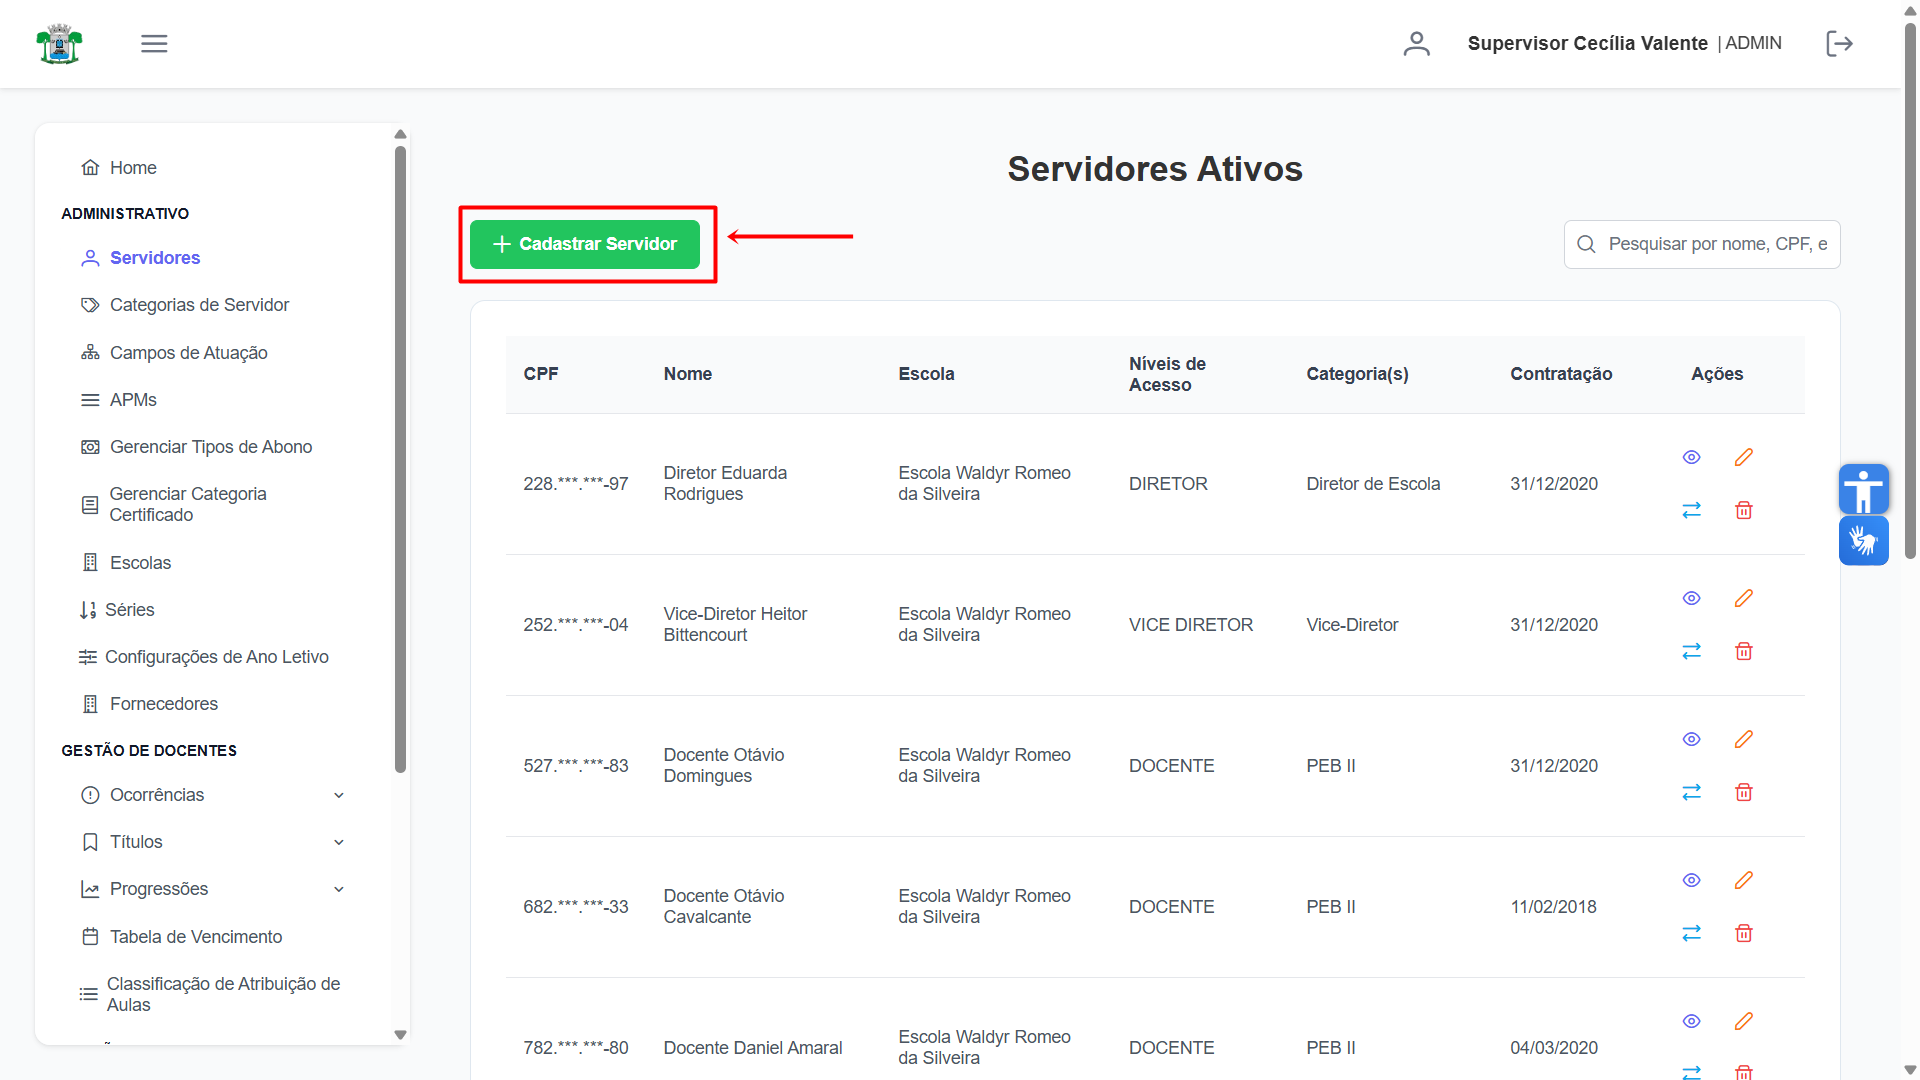 Supervisor Cecília Valente | ADMIN
Home
ADMINISTRATIVO
Servidores
Categorias de Servidor
Campos de Atuação
APMs
Gerenciar Tipos de Abono
Gerenciar Categoria
Certificado
Escolas
Séries
Configurações de Ano Letivo
Fornecedores
GESTÃO DE DOCENTES
Ocorrências
Títulos
Progressões
Tabela de Vencimento
Classificação de Atribuição de
Aulas
Servidores Ativos
Cadastrar Servidor
Pesquisar por nome, CPF, e
CPF Nome Escola Níveis de Acesso Categoria(s) Contratação Ações
228.***.***-97 Diretor Eduarda Rodrigues Escola Waldyr Romeo da Silveira DIRETOR Diretor de Escola 31/12/2020
252.***.***-04 Vice-Diretor Heitor Bittencourt Escola Waldyr Romeo da Silveira VICE DIRETOR Vice-Diretor 31/12/2020
527.***.***-83 Docente Otávio Domingues Escola Waldyr Romeo da Silveira DOCENTE PEB II 31/12/2020
682.***.***-33 Docente Otávio Cavalcante Escola Waldyr Romeo da Silveira DOCENTE PEB II 11/02/2018
782.***.***-80 Docente Daniel Amaral Escola Waldyr Romeo da Silveira DOCENTE PEB II 04/03/2020